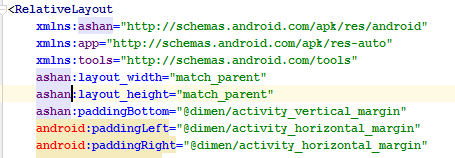 <RelativeLayout
xmlns:ashan="http://schemas.android.com/apk/res/android"
xmlns:app="http://schemas.android.com/apk/res-auto"
xmlns:tools="http://schemas.android.com/tools"
ashan:layout_width="match_parent"
ashan:layout_height="match_parent"
ashan:paddingBottom="@dimen/activity_vertical_margin"
android:paddingLeft="@dimen/activity_horizontal_margin"
android:paddingRight="@dimen/activity_horizontal_margin"